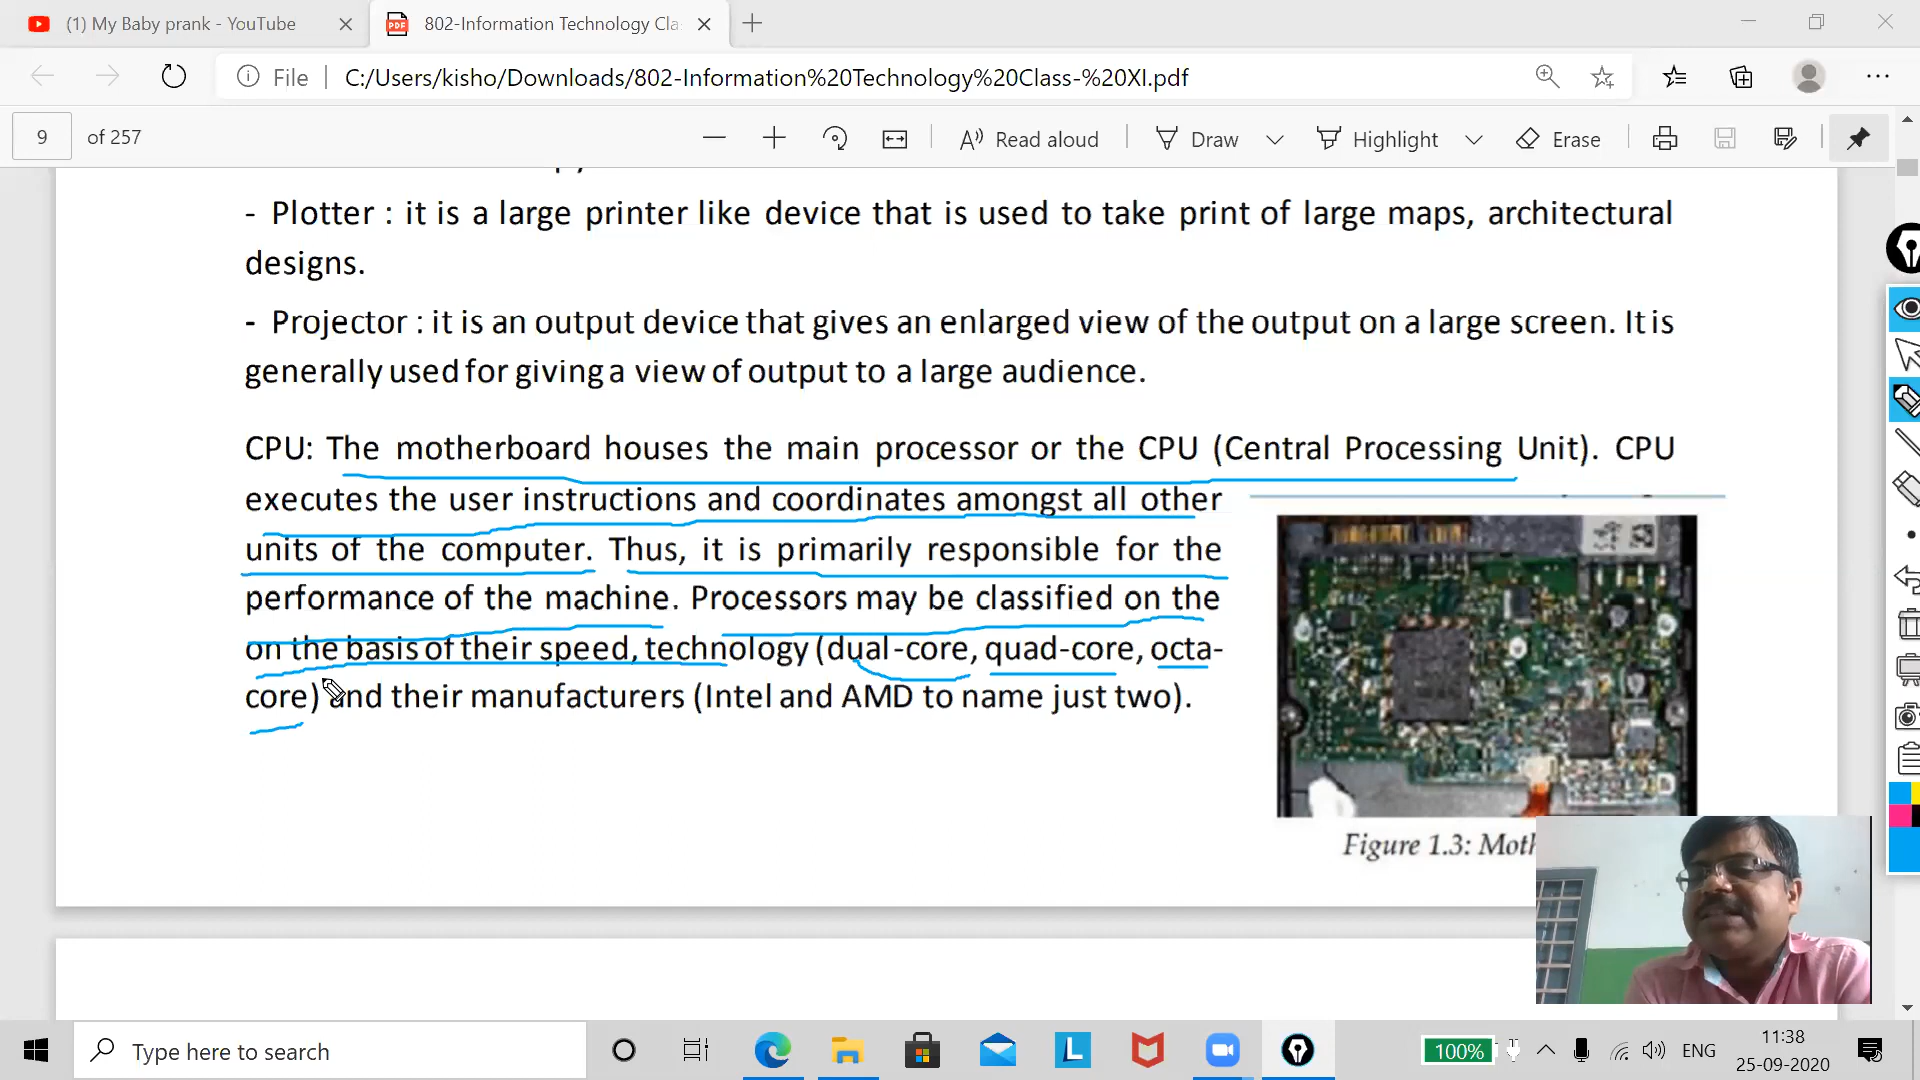 (1) My Baby prank - YouTube
PDF
802-Information Technology Cla
File
C:/Users/kisho/Downloads/802-Information%20Technology%20Class-%20XI.pdf
9
of 257
Read aloud
Draw
Highlight
Erase
- Plotter : it is a large printer like device that is used to take print of large maps, architectural
designs.
- Projector : it is an output device that gives an enlarged view of the output on a large screen. It is
generally used for giving a view of output to a large audience.
CPU: The motherboard houses the main processor or the CPU (Central Processing Unit). CPU
executes the user instructions and coordinates amongst all other
units of the computer. Thus, it is primarily responsible for the
performance of the machine. Processors may be classified on the
on the basis of their speed, technology (dual-core, quad-core, octa-
core) and their manufacturers (Intel and AMD to name just two).
Figure 1.3: Moth
Type here to search
L
100%
ENG
11:38
25-09-2020